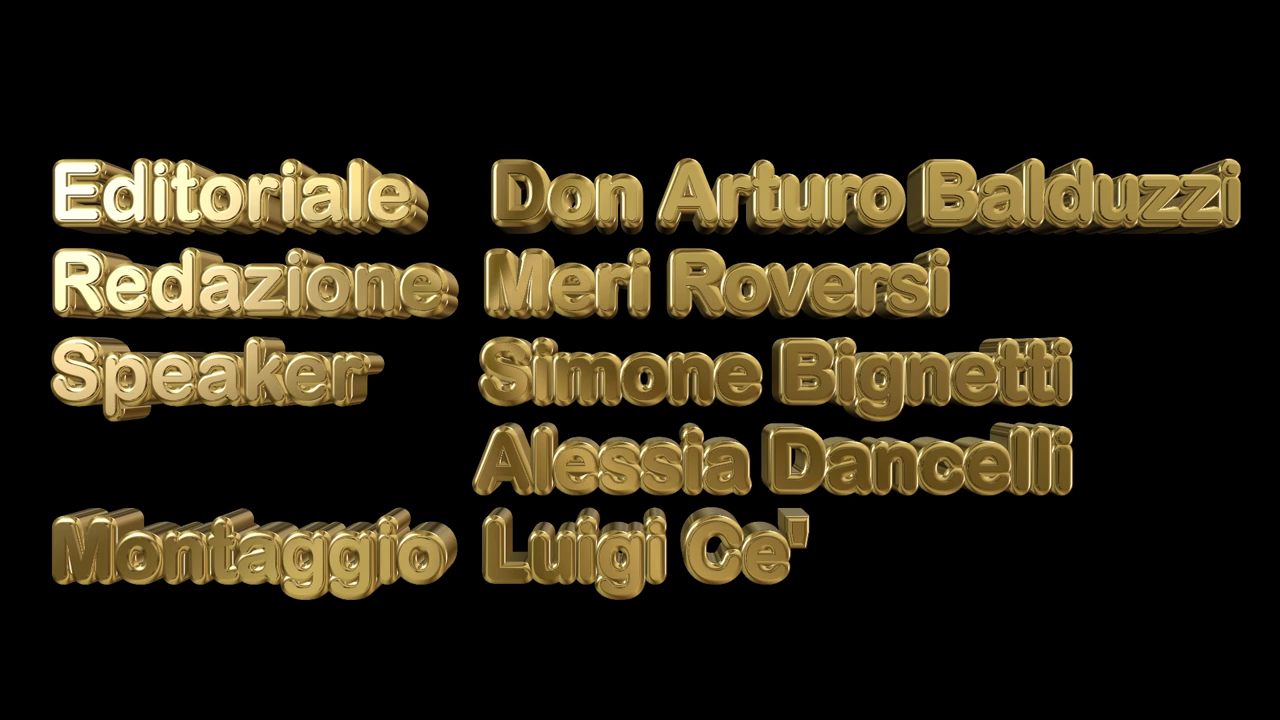 Editoriale Don Arturo Balduzzi
Redazione Meri Roversi
Speaker Simone Bignetti
Alessia Dancelli
Montaggio Luigi Ce'